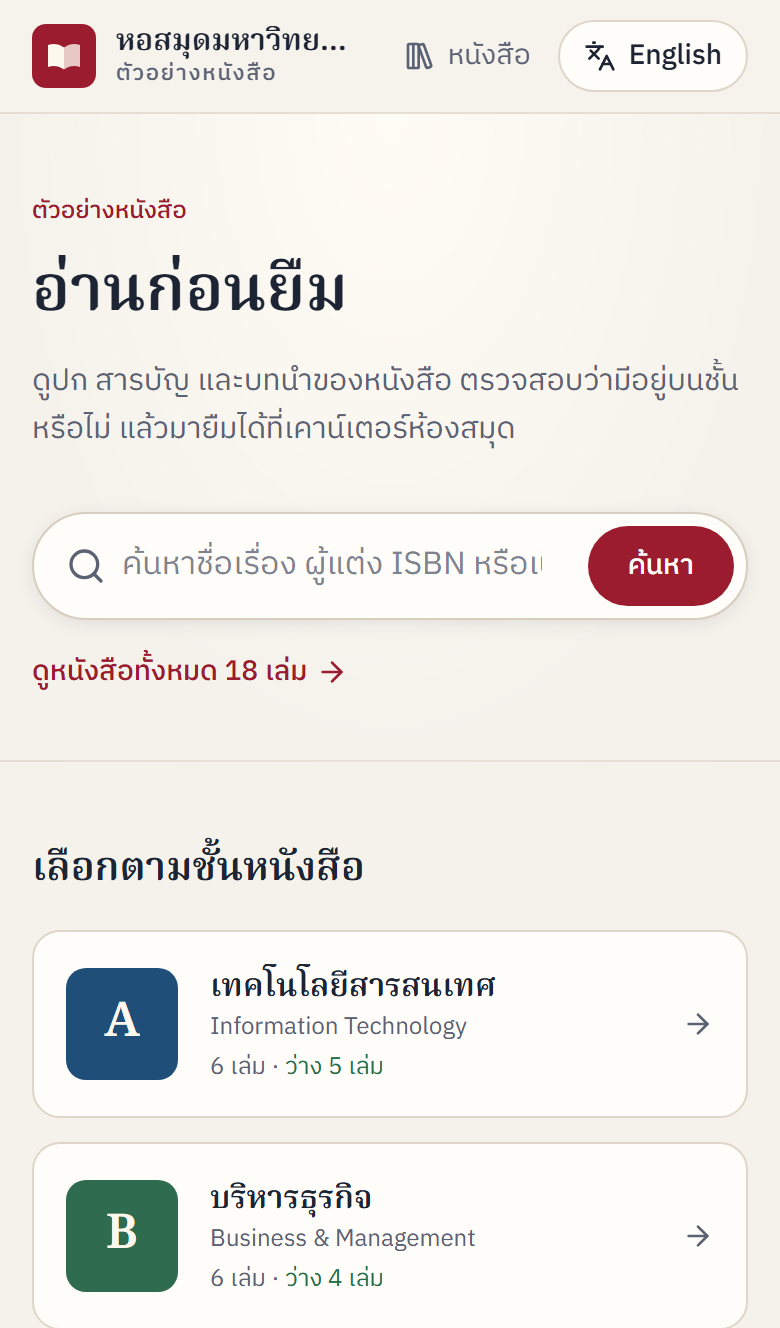 หอสมุดมหาวิทย...
ตัวอย่างหนังสือ
หนังสือ
English
ตัวอย่างหนังสือ
อ่านก่อนยืม
ดูปก สารบัญ และบทนำของหนังสือ ตรวจสอบว่ามีอยู่บนชั้น
หรือไม่ แล้วมายืมได้ที่เคาน์เตอร์ห้องสมุด
ค้นหาชื่อเรื่อง ผู้แต่ง ISBN หรือ
ค้นหา
ดูหนังสือทั้งหมด 18 เล่ม →
เลือกตามชั้นหนังสือ
A
เทคโนโลยีสารสนเทศ
Information Technology
6 เล่ม · ว่าง 5 เล่ม
B
บริหารธุรกิจ
Business & Management
6 เล่ม · ว่าง 4 เล่ม